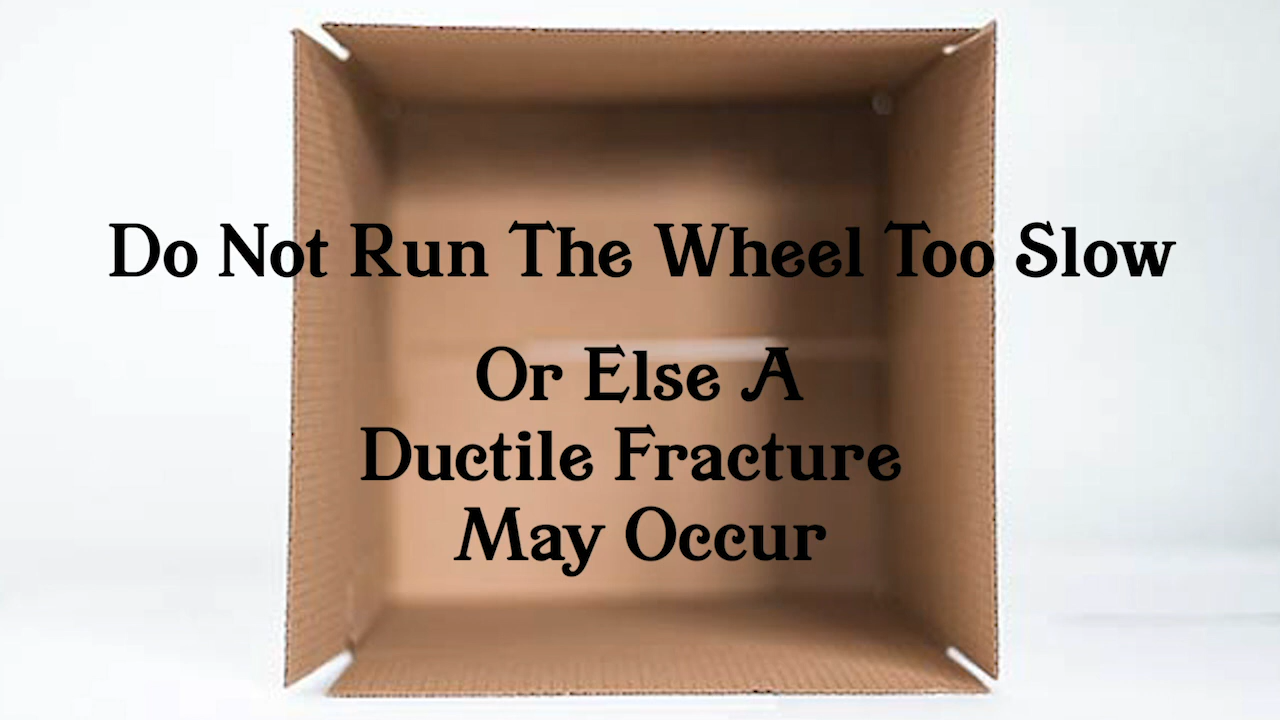 Do Not Run The Wheel Too Slow
Or Else A
Ductile Fracture
May Occur